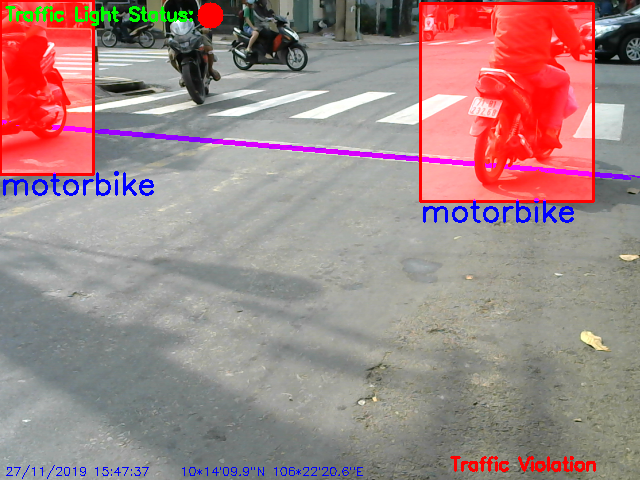 Traffic Light Status:
motorbike
motorbike
Traffic Violation
27/11/2019 15:47:37 10*14'09.9"N 106*22'20.6"E